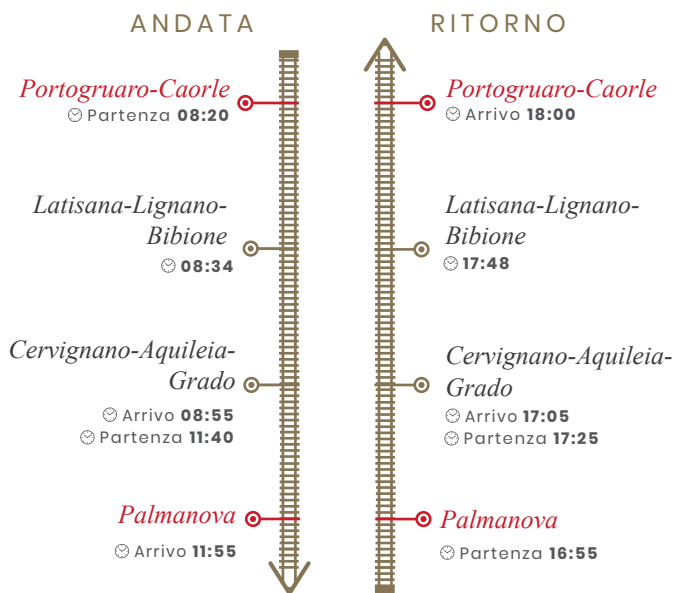 ANDATA
Portogruaro-Caorle
Partenza 08:20
Latisana-Lignano-
Bibione
08:34
Cervignano-Aquileia-
Grado
Arrivo 08:55
Partenza 11:40
Palmanova
Arrivo 11:55
RITORNO
Portogruaro-Caorle
Arrivo 18:00
Latisana-Lignano-
Bibione
17:48
Cervignano-Aquileia-
Grado
Arrivo 17:05
Partenza 17:25
Palmanova
Partenza 16:55